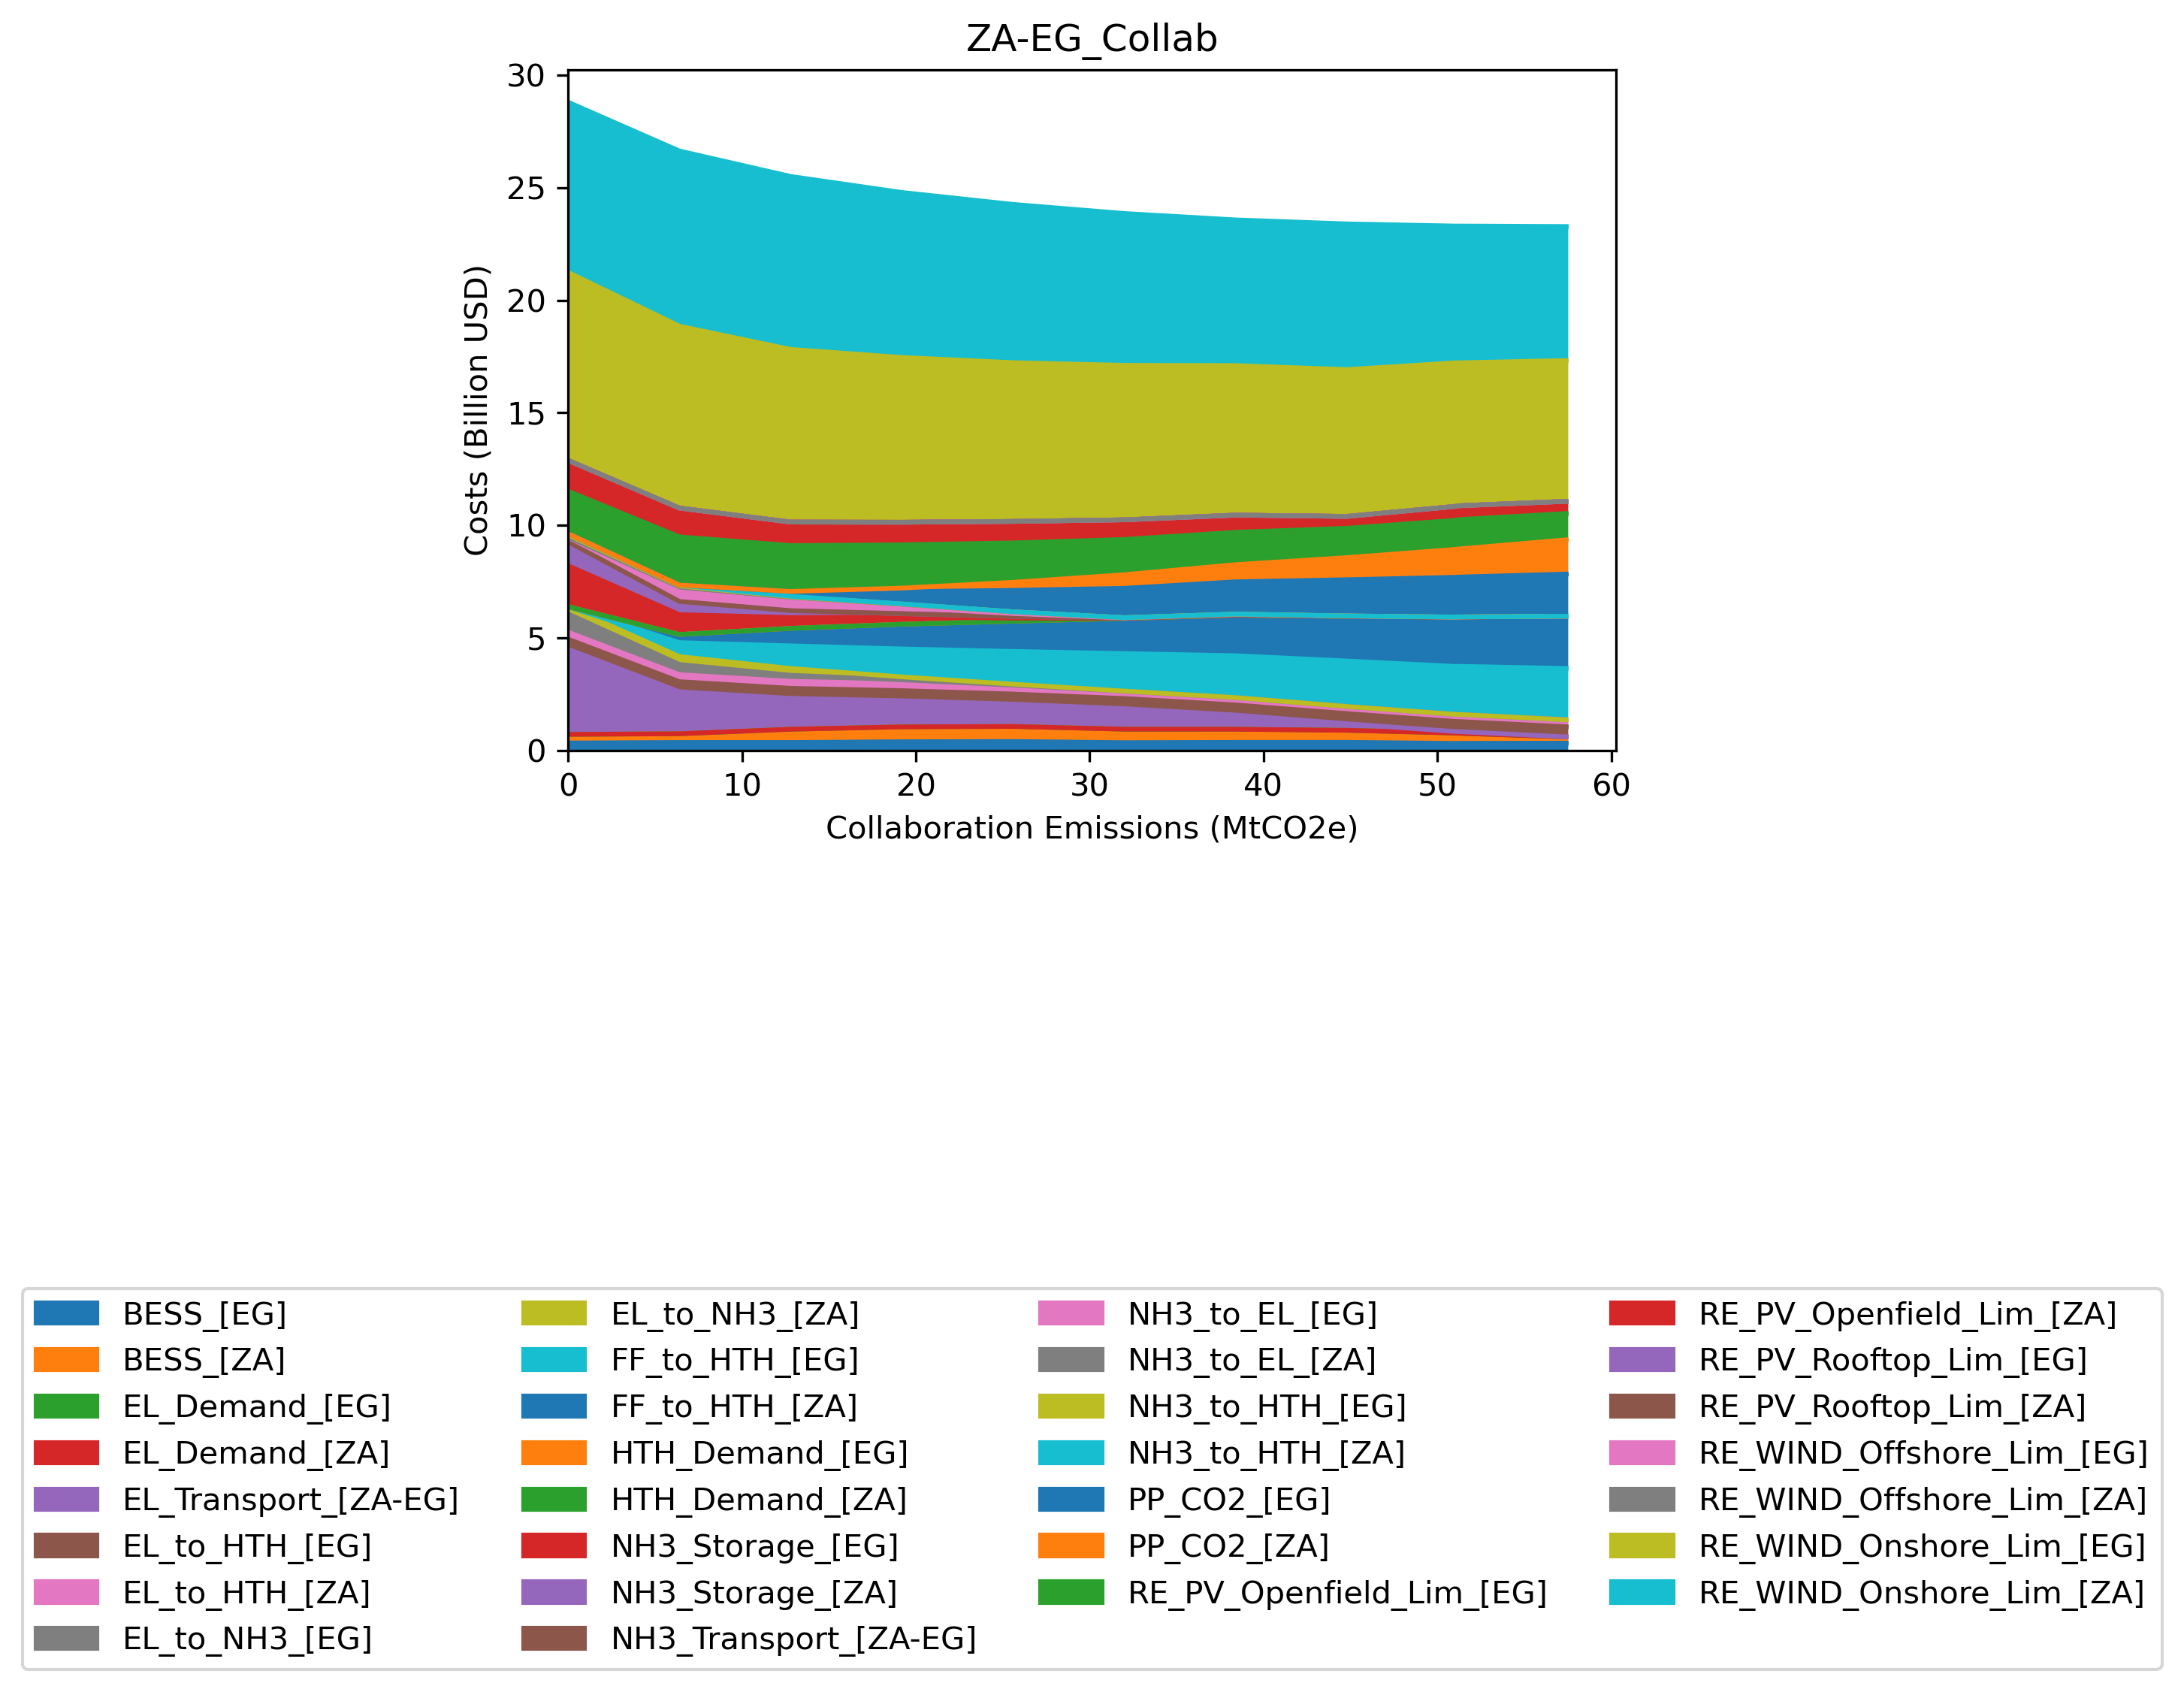 ZA-EG_Collab
30
25
20
15
10
5
0
Costs (Billion USD)
0 10 20 30 40 50 60
Collaboration Emissions (MtCO2e)
BESS_[EG]
BESS_[ZA]
EL_Demand_[EG]
EL_Demand_[ZA]
EL_Transport_[ZA-EG]
EL_to_HTH_[EG]
EL_to_HTH_[ZA]
EL_to_NH3_[EG]
EL_to_NH3_[ZA]
FF_to_HTH_[EG]
FF_to_HTH_[ZA]
HTH_Demand_[EG]
HTH_Demand_[ZA]
NH3_Storage_[EG]
NH3_Storage_[ZA]
NH3_Transport_[ZA-EG]
NH3_to_EL_[EG]
NH3_to_EL_[ZA]
NH3_to_HTH_[EG]
NH3_to_HTH_[ZA]
PP_CO2_[EG]
PP_CO2_[ZA]
RE_PV_Openfield_Lim_[EG]
RE_PV_Openfield_Lim_[ZA]
RE_PV_Rooftop_Lim_[EG]
RE_PV_Rooftop_Lim_[ZA]
RE_WIND_Offshore_Lim_[EG]
RE_WIND_Offshore_Lim_[ZA]
RE_WIND_Onshore_Lim_[EG]
RE_WIND_Onshore_Lim_[ZA]